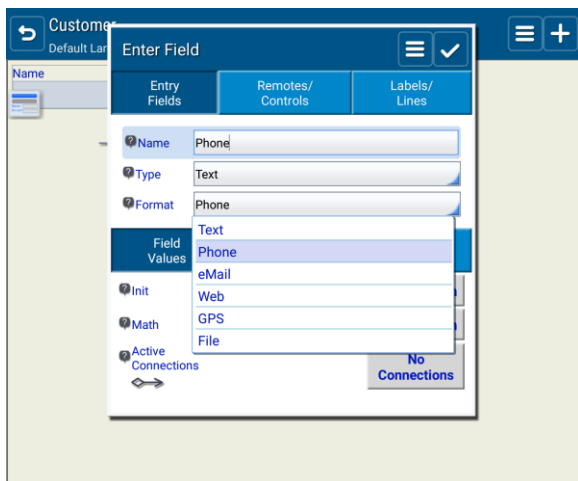 Custome
Default Lar
Enter Field
Name
Entry
Fields
Remotes/
Controls
Labels/
Lines
Name
Phone
Type
Text
Format
Phone
Text
Phone
eMail
Web
GPS
File
Field
Values
Init
Math
Active
Connections
No
Connections